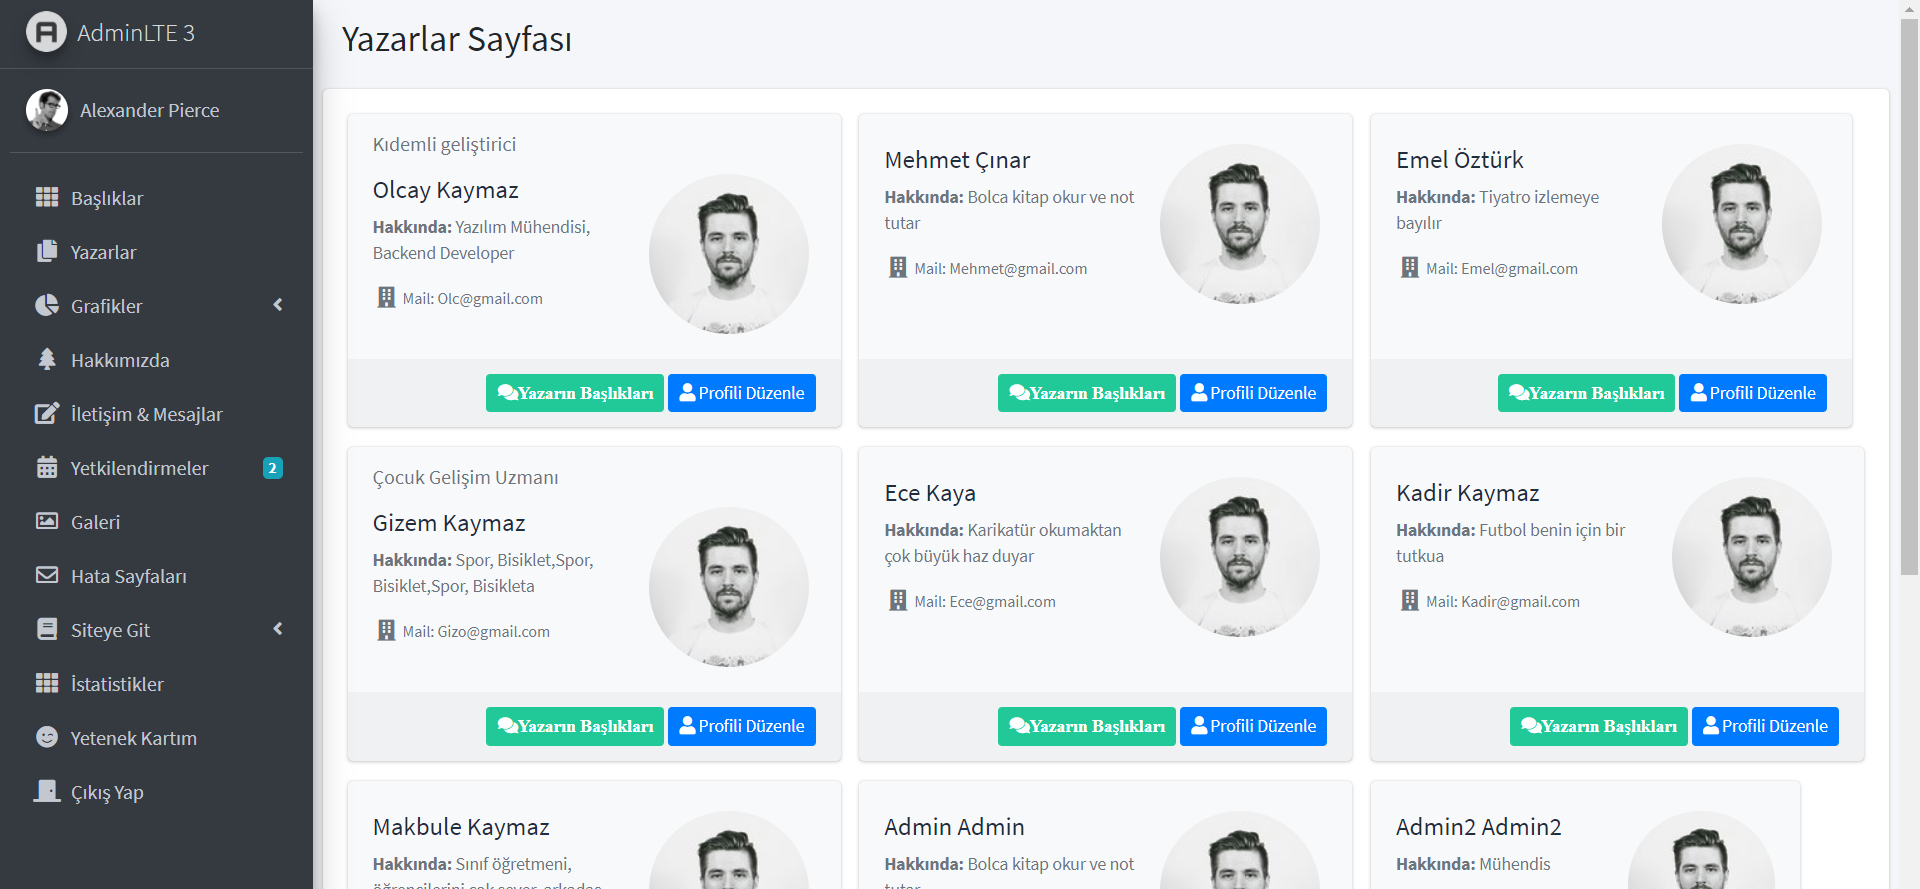 AdminLTE 3
Alexander Pierce
Başlıklar
Yazarlar
Grafikler
Hakkımızda
İletişim & Mesajlar
Yetkilendirmeler 2
Galeri
Hata Sayfaları
Siteye Git
İstatistikler
Yetenek Kartım
Çıkış Yap
Yazarlar Sayfası
Kıdemli geliştirici
Olcay Kaymaz
Hakkında: Yazılım Mühendisi,
Backend Developer
Mail: Olc@gmail.com
Yazarın Başlıkları Profili Düzenle
Mehmet Çınar
Hakkında: Bolca kitap okur ve not
tutar
Mail: Mehmet@gmail.com
Yazarın Başlıkları Profili Düzenle
Emel Öztürk
Hakkında: Tiyatro izlemeye
bayılır
Mail: Emel@gmail.com
Yazarın Başlıkları Profili Düzenle
Çocuk Gelişim Uzmanı
Gizem Kaymaz
Hakkında: Spor, Bisiklet,Spor,
Bisiklet,Spor, Bisikleta
Mail: Gizo@gmail.com
Yazarın Başlıkları Profili Düzenle
Ece Kaya
Hakkında: Karikatür okumaktan
çok büyük haz duyar
Mail: Ece@gmail.com
Yazarın Başlıkları Profili Düzenle
Kadir Kaymaz
Hakkında: Futbol benin için bir
tutkua
Mail: Kadir@gmail.com
Yazarın Başlıkları Profili Düzenle
Makbule Kaymaz
Hakkında: Sınıf öğretmeni,
öğrencilerini çok sever, arkadaş
Admin Admin
Hakkında: Bolca kitap okur ve not
tutar
Admin2 Admin2
Hakkında: Mühendis